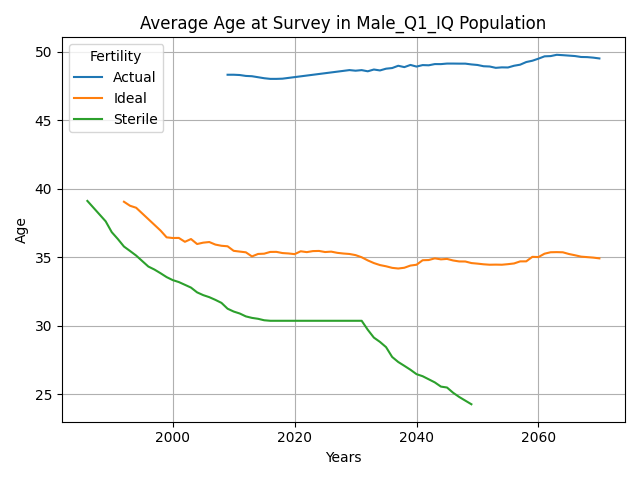 Average Age at Survey in Male_Q1_IQ Population
Fertility
Actual
Ideal
Sterile
50
45
40
35
30
25
Age
2000
2020
2040
2060
Years